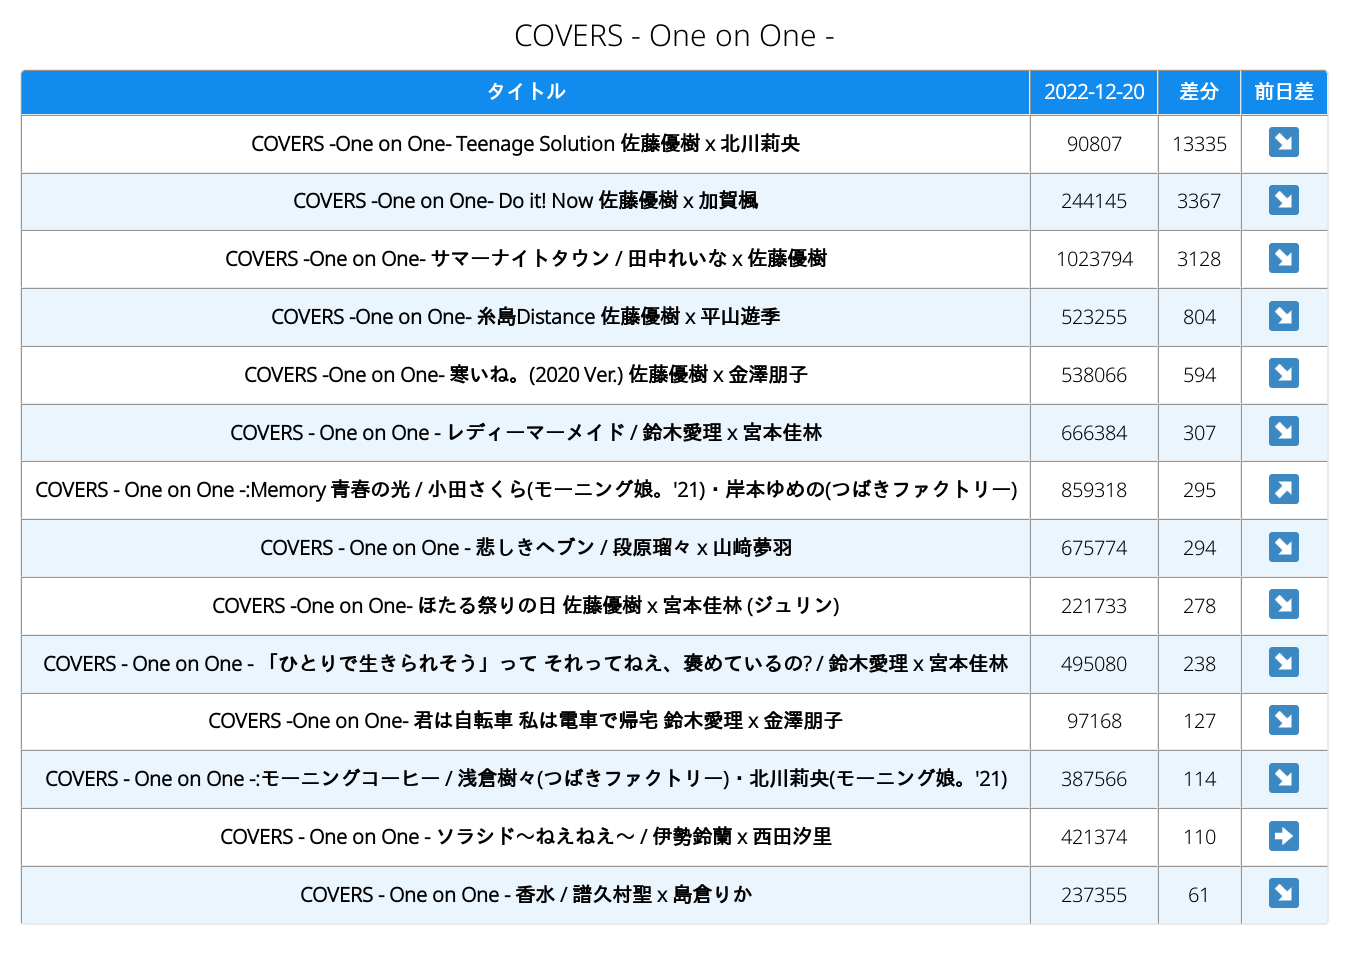 COVERS - One on One -
タイトル 2022-12-20 差分 前日差
COVERS -One on One- Teenage Solution 佐藤優樹 x 北川莉央 90807 13335 ↘
COVERS -One on One- Do it! Now 佐藤優樹 x 加賀楓 244145 3367 ↘
COVERS -One on One- サマーナイトタウン / 田中れいな x 佐藤優樹 1023794 3128 ↘
COVERS -One on One- 糸島Distance 佐藤優樹 x 平山遊季 523255 804 ↘
COVERS -One on One- 寒いね。(2020 Ver.) 佐藤優樹 x 金澤朋子 538066 594 ↘
COVERS - One on One - レディーマーメイド / 鈴木愛理 x 宮本佳林 666384 307 ↘
COVERS - One on One -:Memory 青春の光 / 小田さくら(モーニング娘。'21)・岸本ゆめの(つばきファクトリー) 859318 295 ↗
COVERS - One on One - 悲しきヘブン / 段原瑠々 x 山﨑夢羽 675774 294 ↘
COVERS -One on One- ほたる祭りの日 佐藤優樹 x 宮本佳林 (ジュリン) 221733 278 ↘
COVERS - One on One - 「ひとりで生きられそう」って それってねえ、褒めているの? / 鈴木愛理 x 宮本佳林 495080 238 ↘
COVERS -One on One- 君は自転車 私は電車で帰宅 鈴木愛理 x 金澤朋子 97168 127 ↘
COVERS - One on One -:モーニングコーヒー / 浅倉樹々(つばきファクトリー)・北川莉央(モーニング娘。'21) 387566 114 ↘
COVERS - One on One - ソラシド～ねえねえ～ / 伊勢鈴蘭 x 西田汐里 421374 110 ➡
COVERS - One on One - 香水 / 譜久村聖 x 島倉りか 237355 61 ↘